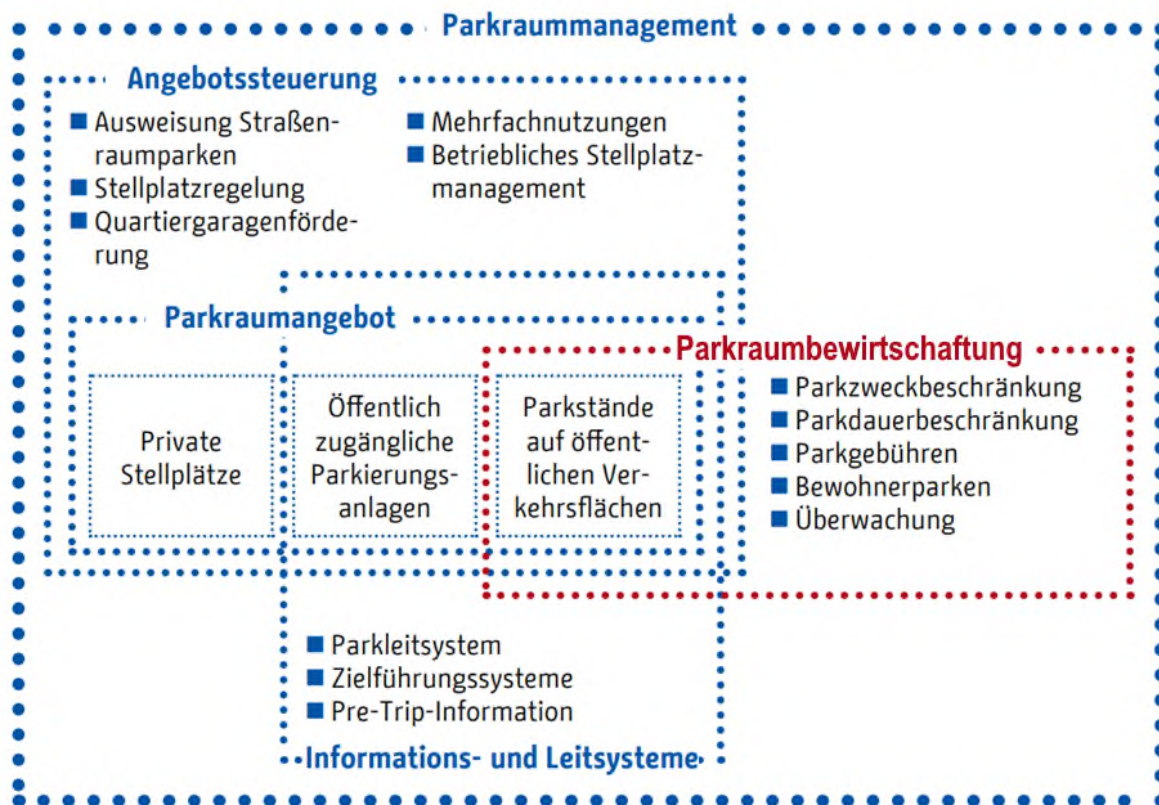 Parkraummanagement
Angebotssteuerung
■ Ausweisung Straßen-
raumparken
■ Stellplatzregelung
■ Quartiergaragenförde-
rung
■ Mehrfachnutzungen
■ Betriebliches Stellplatz-
management
Parkraumangebot
Private
Stellplätze
Öffentlich
zugängliche
Parkierungs-
anlagen
Parkstände
auf öffent-
lichen Ver-
kehrsflächen
Parkraumbewirtschaftung
■ Parkzweckbeschränkung
■ Parkdauerbeschränkung
■ Parkgebühren
■ Bewohnerparken
■ Überwachung
■ Parkleitsystem
■ Zielführungssysteme
■ Pre-Trip-Information
Informations- und Leitsysteme